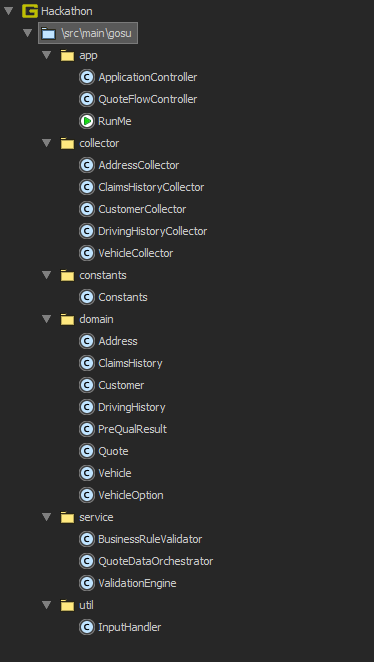 Hackathon
\src\main\gosu
app
ApplicationController
QuoteFlowController
RunMe
collector
AddressCollector
ClaimsHistoryCollector
CustomerCollector
DrivingHistoryCollector
VehicleCollector
constants
Constants
domain
Address
ClaimsHistory
Customer
DrivingHistory
PreQualResult
Quote
Vehicle
VehicleOption
service
BusinessRuleValidator
QuoteDataOrchestrator
ValidationEngine
util
InputHandler